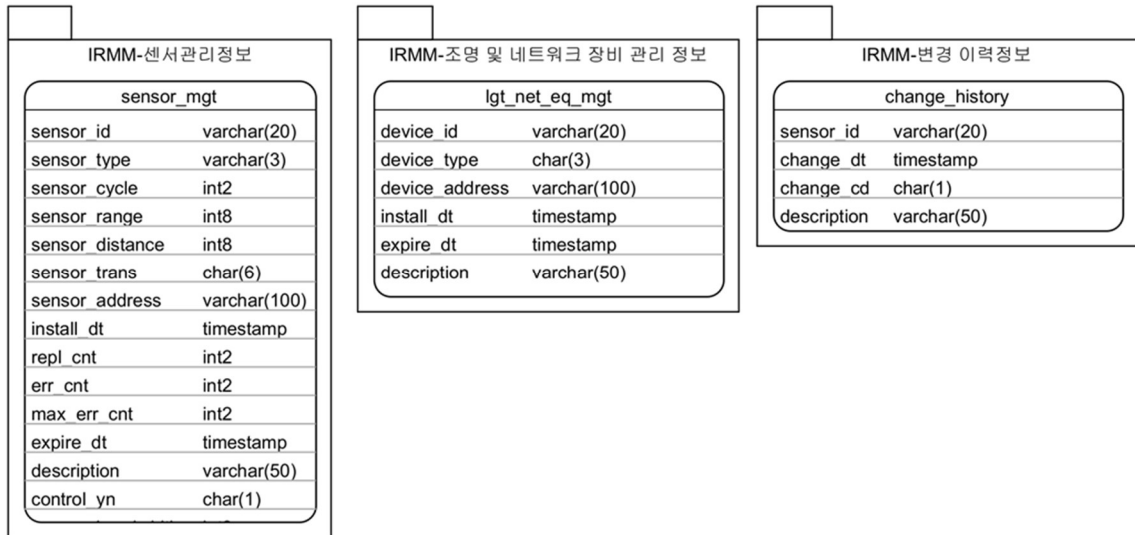 IRMM-센서관리정보
sensor_mgt
sensor_id varchar(20)
sensor_type varchar(3)
sensor_cycle int2
sensor_range int8
sensor_distance int8
sensor_trans char(6)
sensor_address varchar(100)
install_dt timestamp
repl_cnt int2
err_cnt int2
max_err_cnt int2
expire_dt timestamp
description varchar(50)
control_yn char(1)
IRMM-조명 및 네트워크 장비 관리 정보
lgt_net_eq_mgt
device_id varchar(20)
device_type char(3)
device_address varchar(100)
install_dt timestamp
expire_dt timestamp
description varchar(50)
IRMM-변경 이력정보
change_history
sensor_id varchar(20)
change_dt timestamp
change_cd char(1)
description varchar(50)